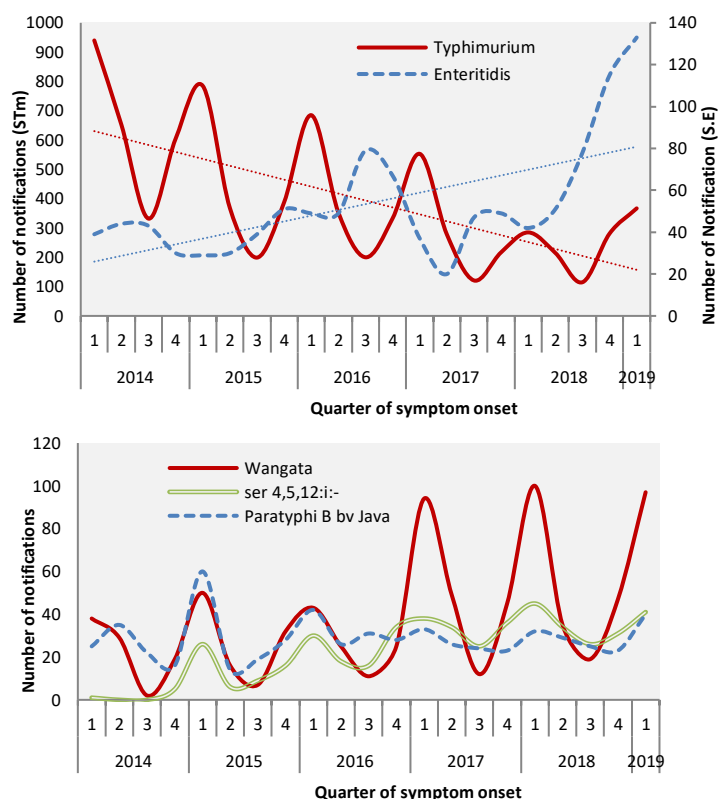 Number of notifications (STm)
1000
900
800
700
600
500
400
300
200
100
0
Typhimurium
Enteritidis
140
120
100
80
60
40
20
0
Number of Notification (S.E)
1 2 3 4 1 2 3 4 1 2 3 4 1 2 3 4 1 2 3 4 1
2014 2015 2016 2017 2018 2019
Quarter of symptom onset
Number of notifications
120
100
80
60
40
20
0
Wangata
ser 4,5,12:i:-
Paratyphi B bv Java
1 2 3 4 1 2 3 4 1 2 3 4 1 2 3 4 1 2 3 4 1
2014 2015 2016 2017 2018 2019
Quarter of symptom onset